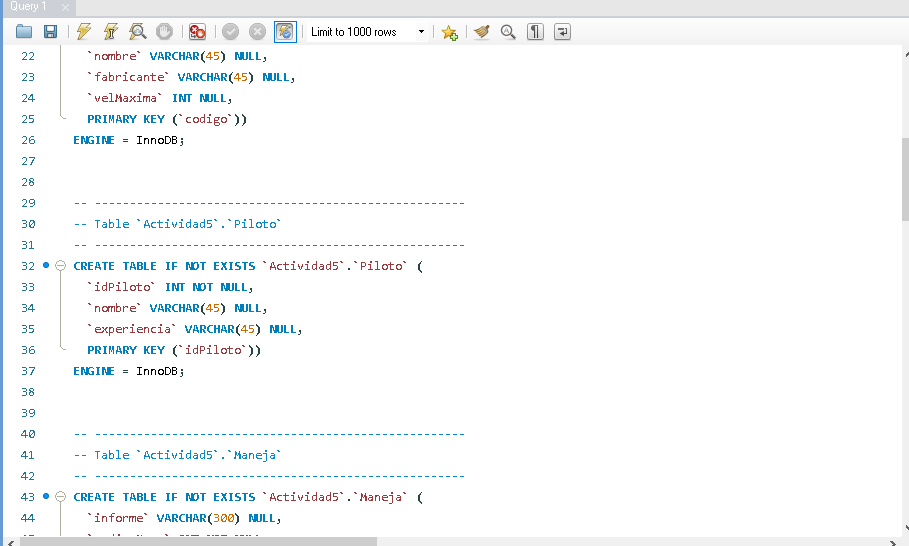 Query 1
Limit to 1000 rows
22 `nombre` VARCHAR(45) NULL,
23 `fabricante` VARCHAR(45) NULL,
24 `velMaxima` INT NULL,
25 PRIMARY KEY (`codigo`))
26 ENGINE = InnoDB;
27
28
29 -- -----------------------------------------------------
30 -- Table `Actividad5`.`Piloto`
31 -- -----------------------------------------------------
32 CREATE TABLE IF NOT EXISTS `Actividad5`.`Piloto` (
33 `idPiloto` INT NOT NULL,
34 `nombre` VARCHAR(45) NULL,
35 `experiencia` VARCHAR(45) NULL,
36 PRIMARY KEY (`idPiloto`))
37 ENGINE = InnoDB;
38
39
40 -- -----------------------------------------------------
41 -- Table `Actividad5`.`Maneja`
42 -- -----------------------------------------------------
43 CREATE TABLE IF NOT EXISTS `Actividad5`.`Maneja` (
44 `informe` VARCHAR(300) NULL,